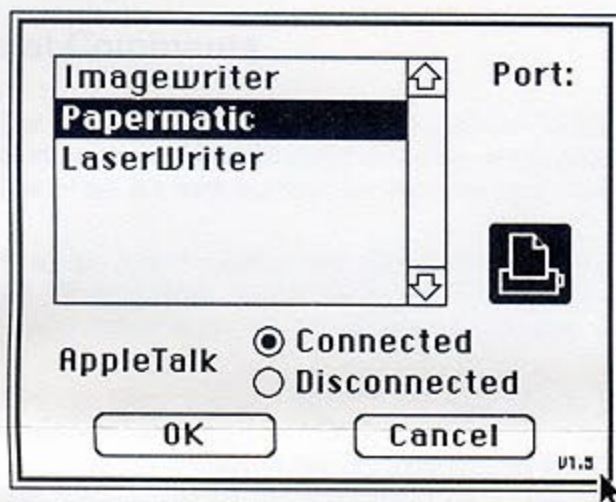 Imagewriter
Papermatic
LaserWriter
Port:
AppleTalk
Connected
Disconnected
OK
Cancel
v1.5